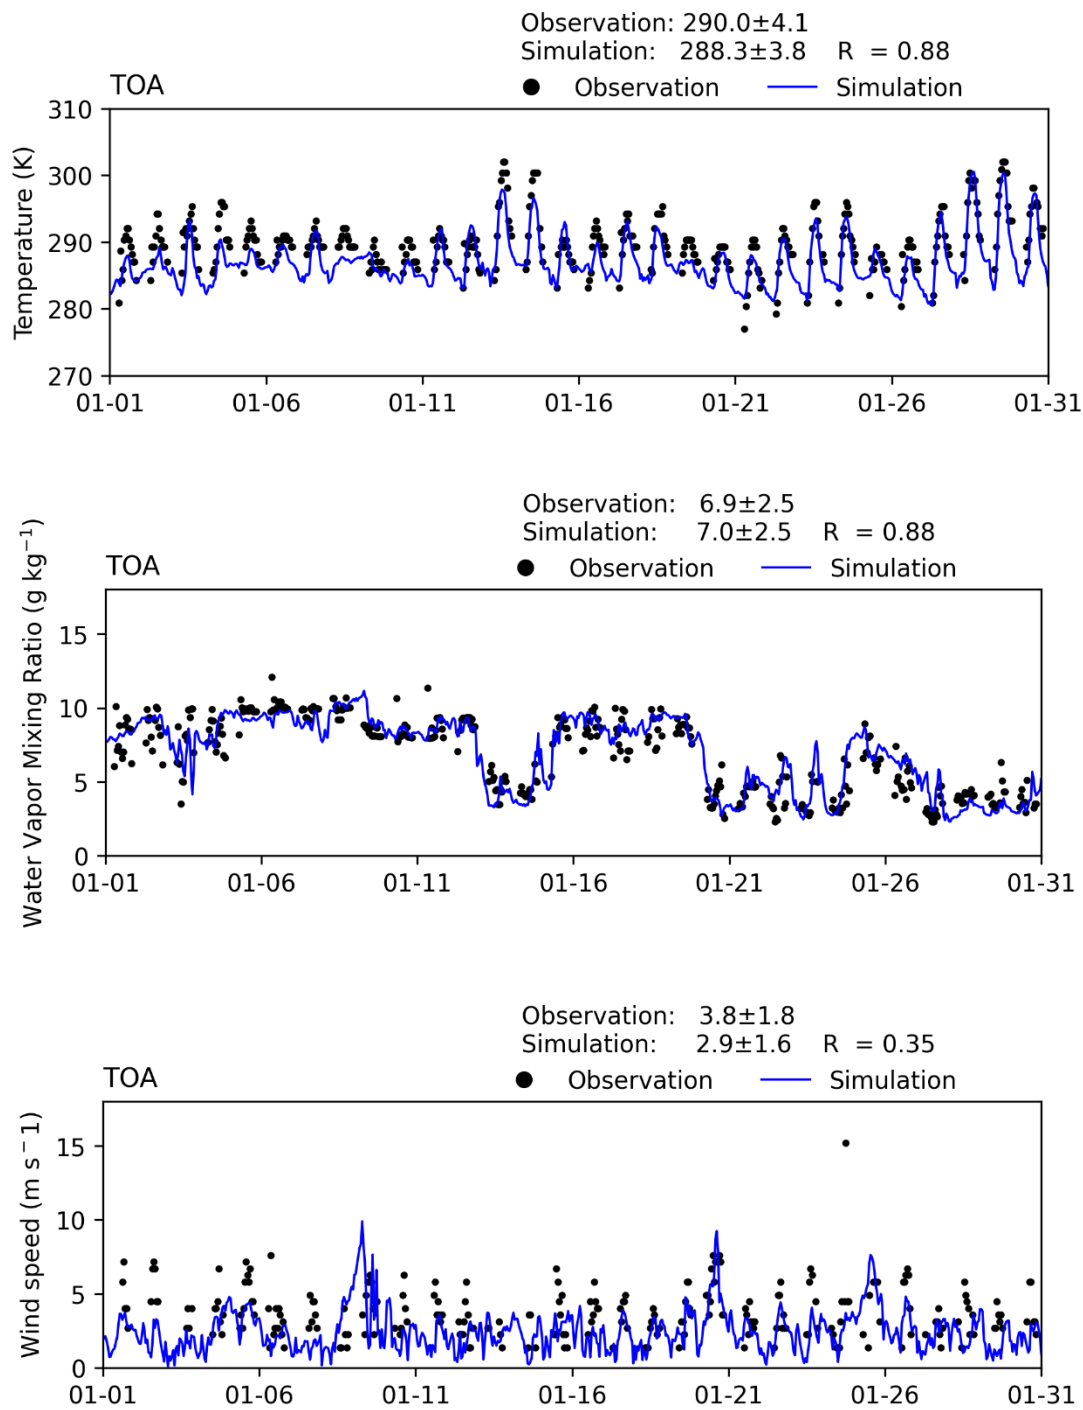 Observation: 290.0±4.1
Simulation: 288.3±3.8 R = 0.88
TOA
Observation Simulation
Temperature (K)
310
300
290
280
270
01-01 01-06 01-11 01-16 01-21 01-26 01-31
Observation: 6.9±2.5
Simulation: 7.0±2.5 R = 0.88
TOA
Observation Simulation
Water Vapor Mixing Ratio (g kg⁻¹)
15
10
5
0
01-01 01-06 01-11 01-16 01-21 01-26 01-31
Observation: 3.8±1.8
Simulation: 2.9±1.6 R = 0.35
TOA
Observation Simulation
Wind speed (m s⁻1)
15
10
5
0
01-01 01-06 01-11 01-16 01-21 01-26 01-31